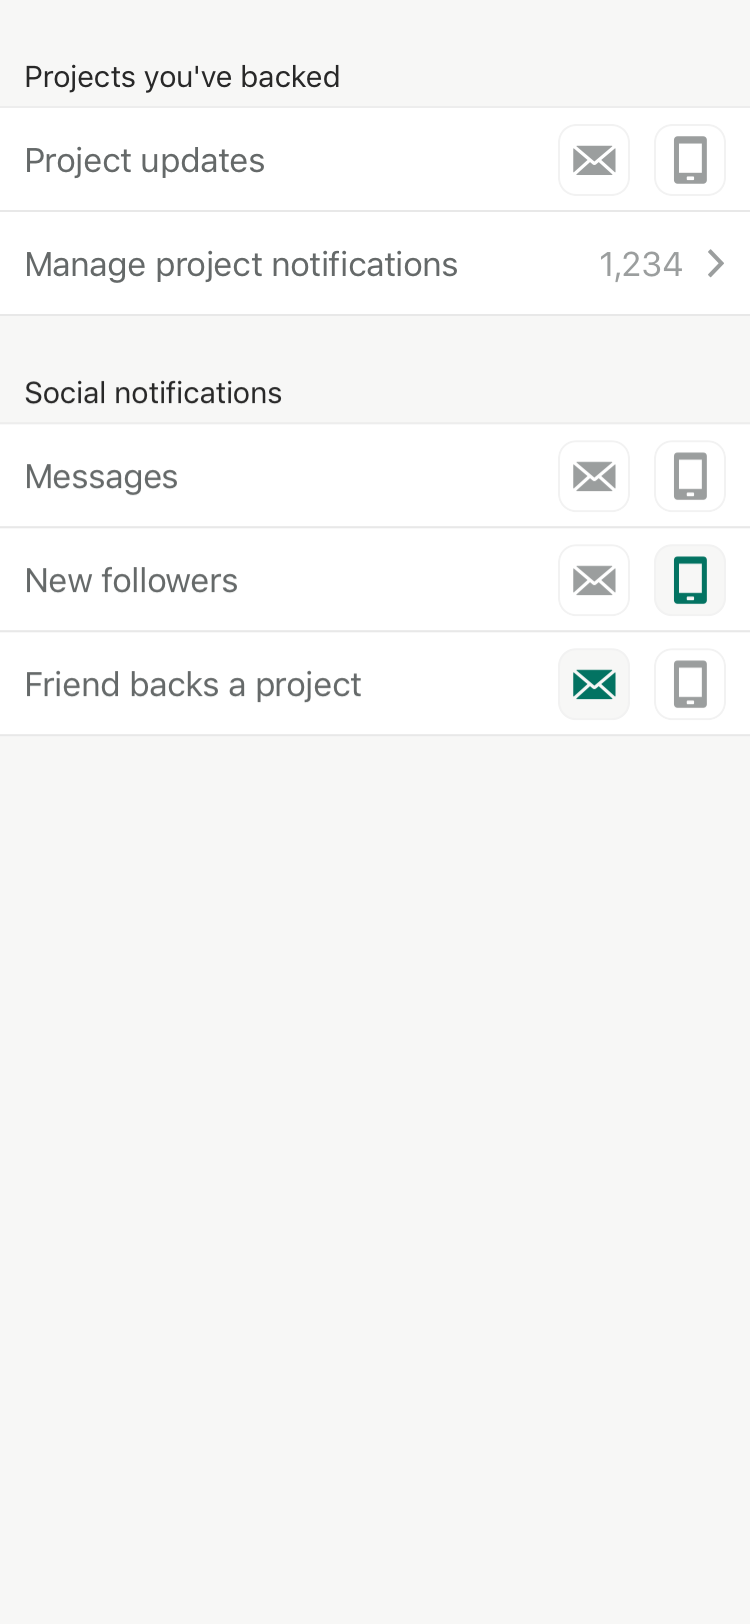 Projects you've backed
Project updates
Manage project notifications 1,234
Social notifications
Messages
New followers
Friend backs a project